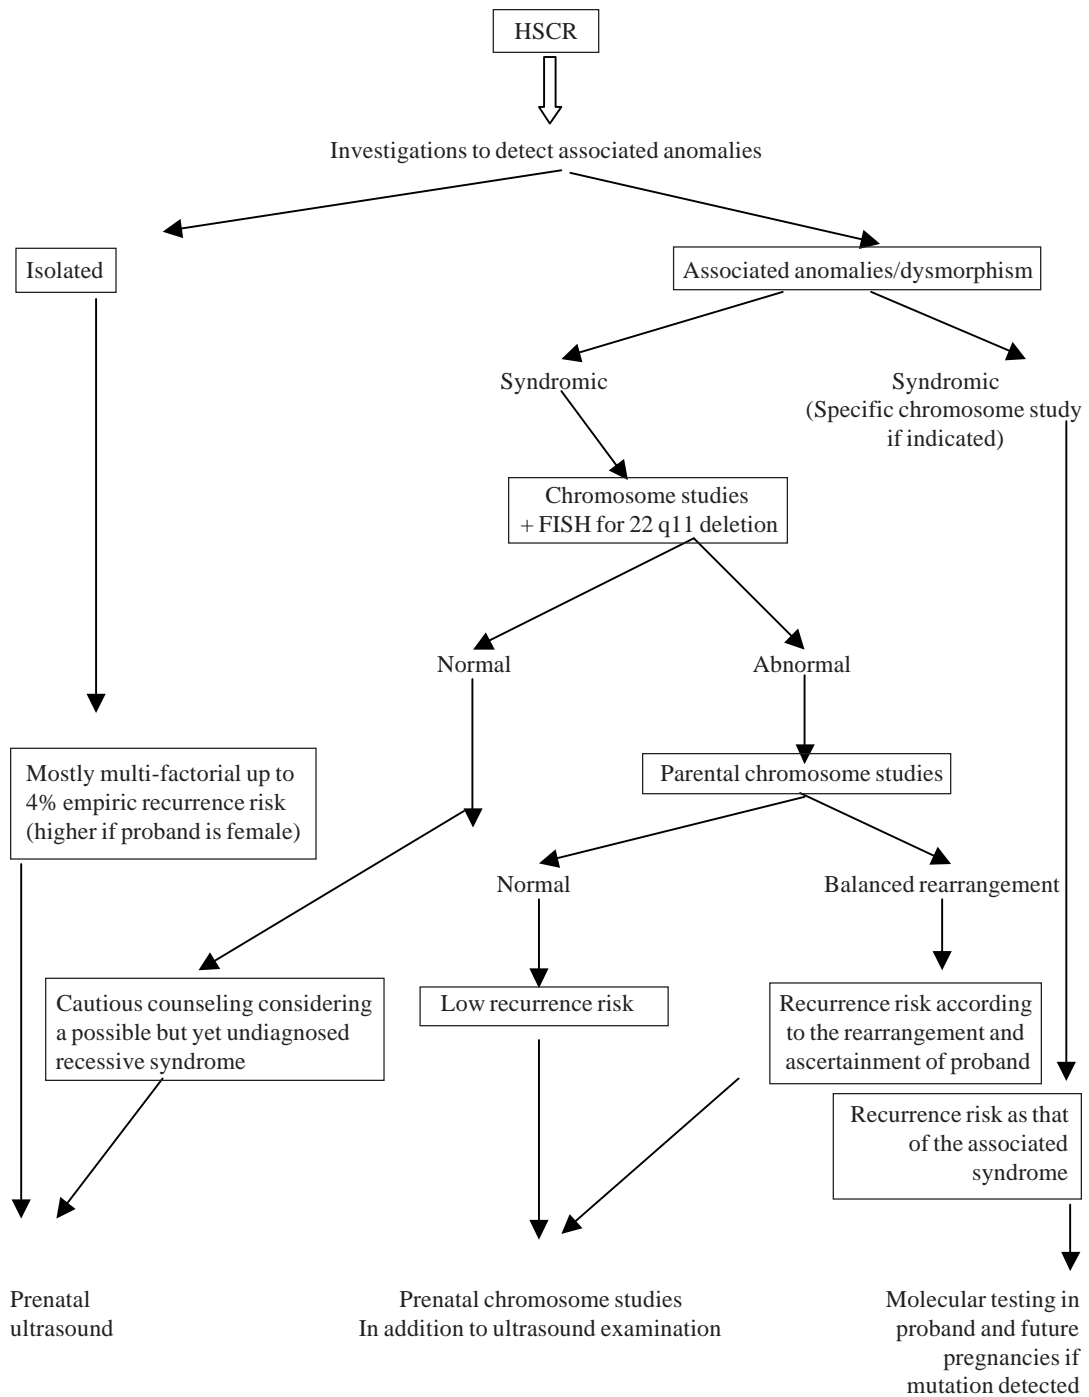 HSCR
Investigations to detect associated anomalies
Isolated
Associated anomalies/dysmorphism
Syndromic
Syndromic
(Specific chromosome study
if indicated)
Chromosome studies
+ FISH for 22 q11 deletion
Normal
Abnormal
Mostly multi-factorial up to
4% empiric recurrence risk
(higher if proband is female)
Parental chromosome studies
Normal
Balanced rearrangement
Cautious counseling considering
a possible but yet undiagnosed
recessive syndrome
Low recurrence risk
Recurrence risk according
to the rearrangement and
ascertainment of proband
Recurrence risk as that
of the associated
syndrome
Prenatal
ultrasound
Prenatal chromosome studies
In addition to ultrasound examination
Molecular testing in
proband and future
pregnancies if
mutation detected